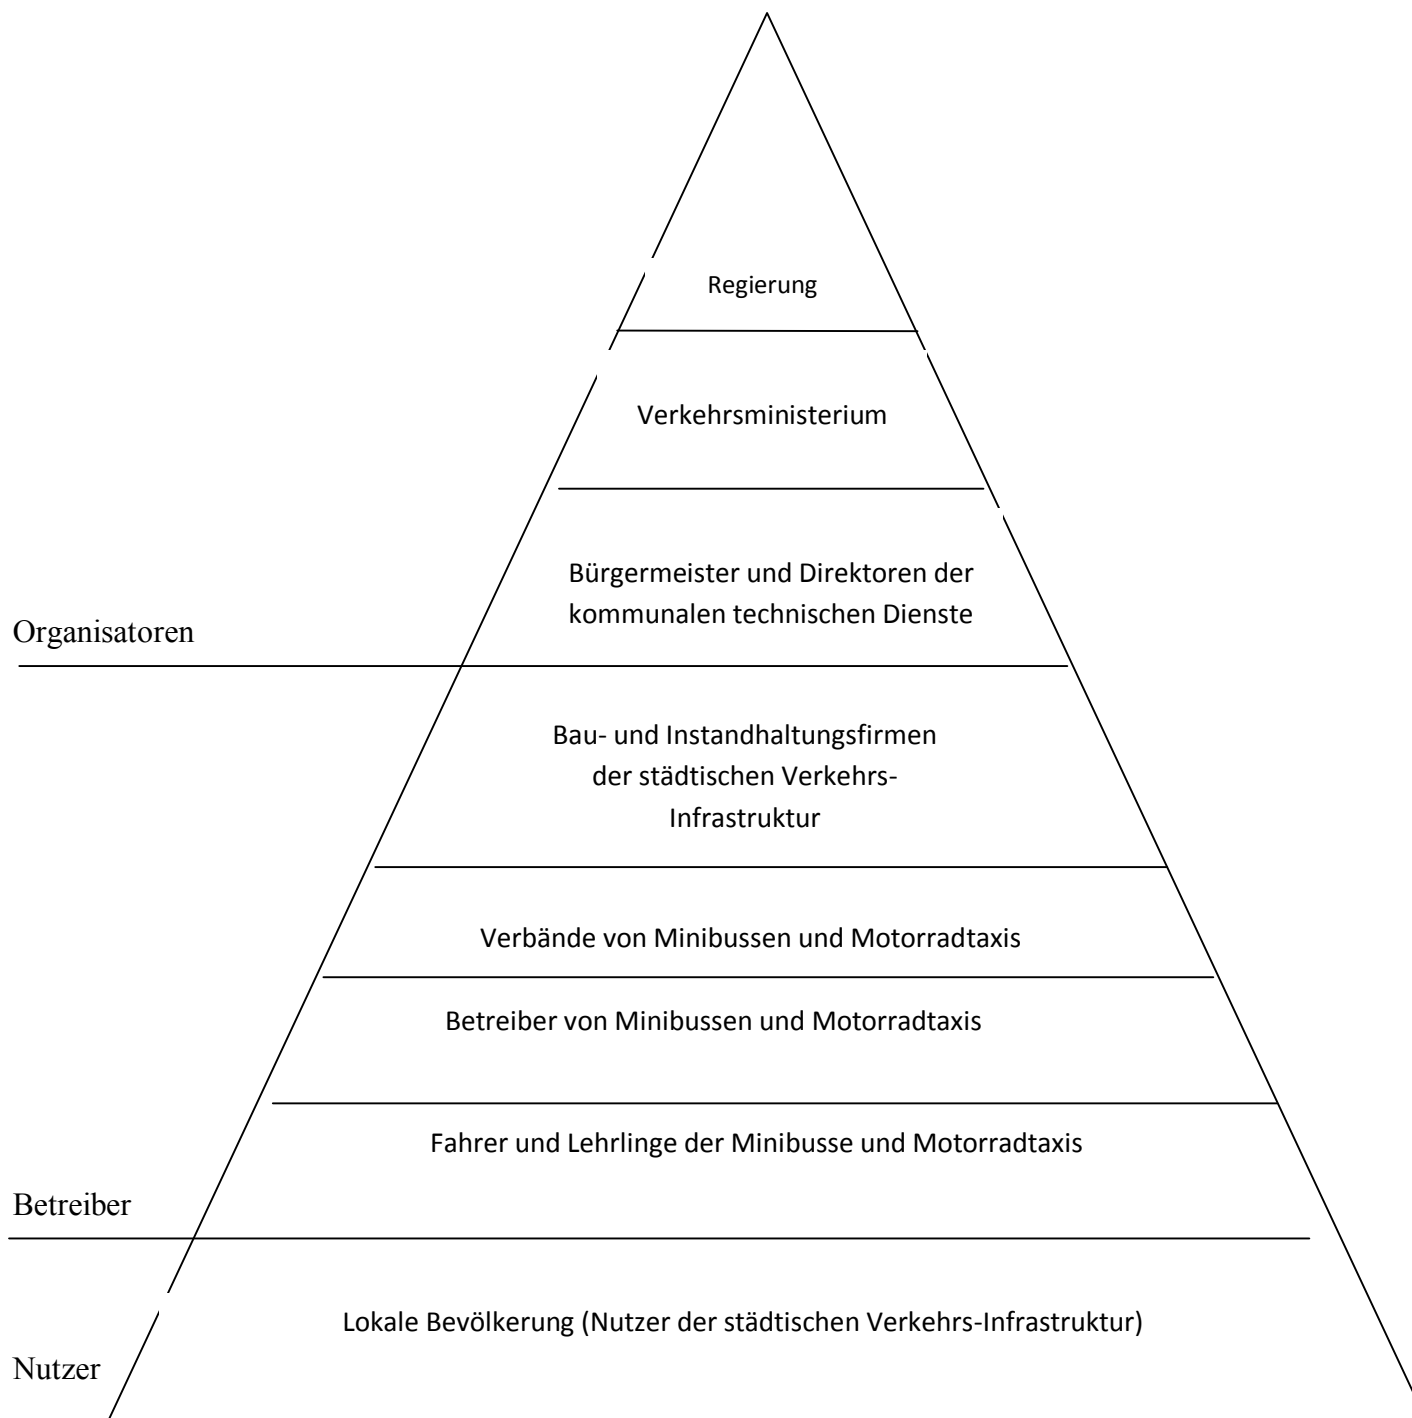 Regierung
Verkehrsministerium
Bürgermeister und Direktoren der
kommunalen technischen Dienste
Organisatoren
Bau- und Instandhaltungsfirmen
der städtischen Verkehrs-
Infrastruktur
Verbände von Minibussen und Motorradtaxis
Betreiber von Minibussen und Motorradtaxis
Fahrer und Lehrlinge der Minibusse und Motorradtaxis
Betreiber
Lokale Bevölkerung (Nutzer der städtischen Verkehrs-Infrastruktur)
Nutzer